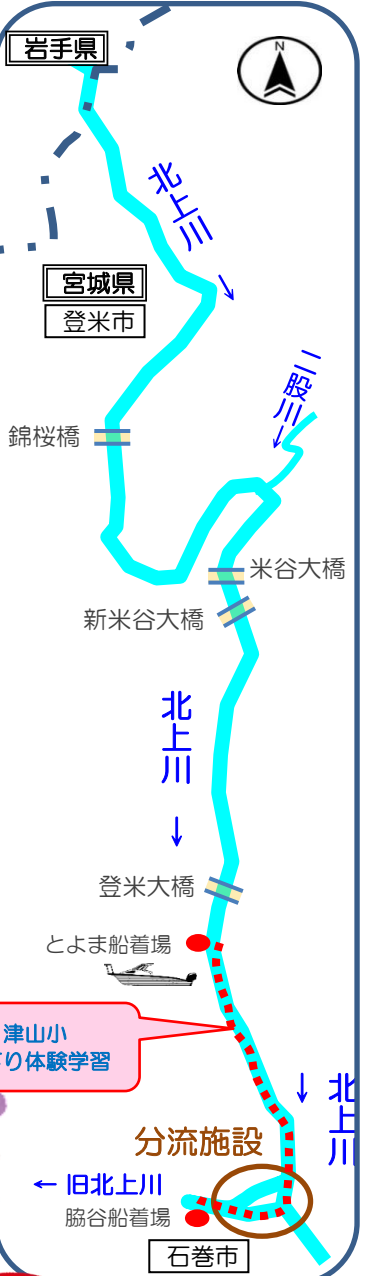 岩手県
N
北上川
↓
宮城県
登米市
二股川
↓
錦桜橋
米谷大橋
新米谷大橋
北上川
↓
登米大橋
とよま船着場
津山小
り体験学習
↓
北上川
分流施設
← 旧北上川
脇谷船着場
石巻市